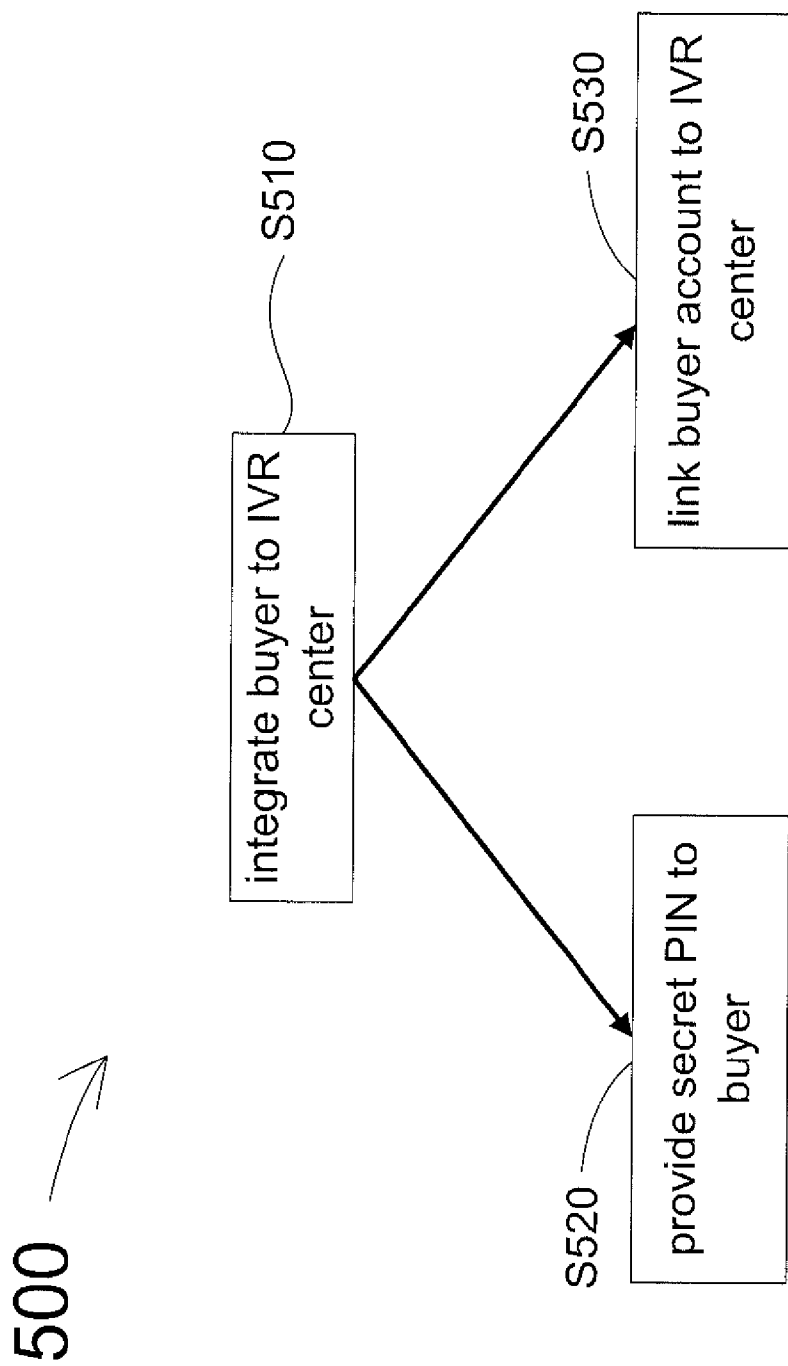 500
integrate buyer to IVR
center
S510
S520
provide secret PIN to
buyer
S530
link buyer account to IVR
center